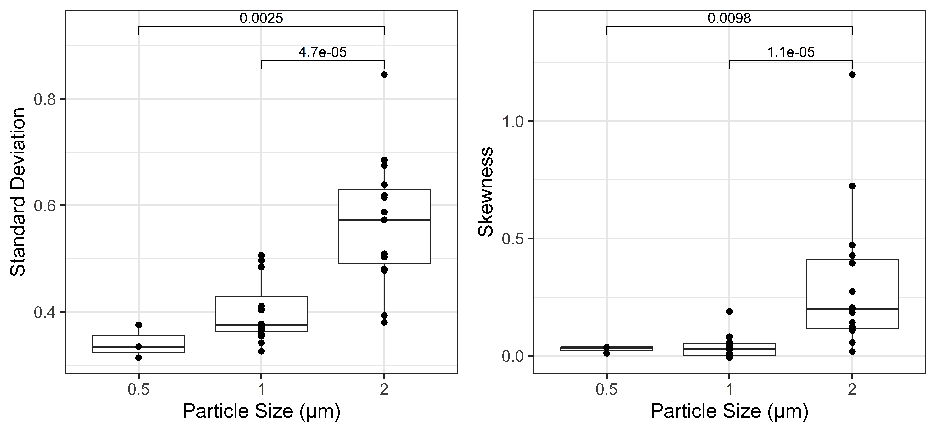 0.0025
4.7e-05
0.8
0.6
0.4
Standard Deviation
0.5
1
2
Particle Size (µm)
0.0098
1.1e-05
1.0
0.5
0.0
Skewness
0.5
1
2
Particle Size (µm)